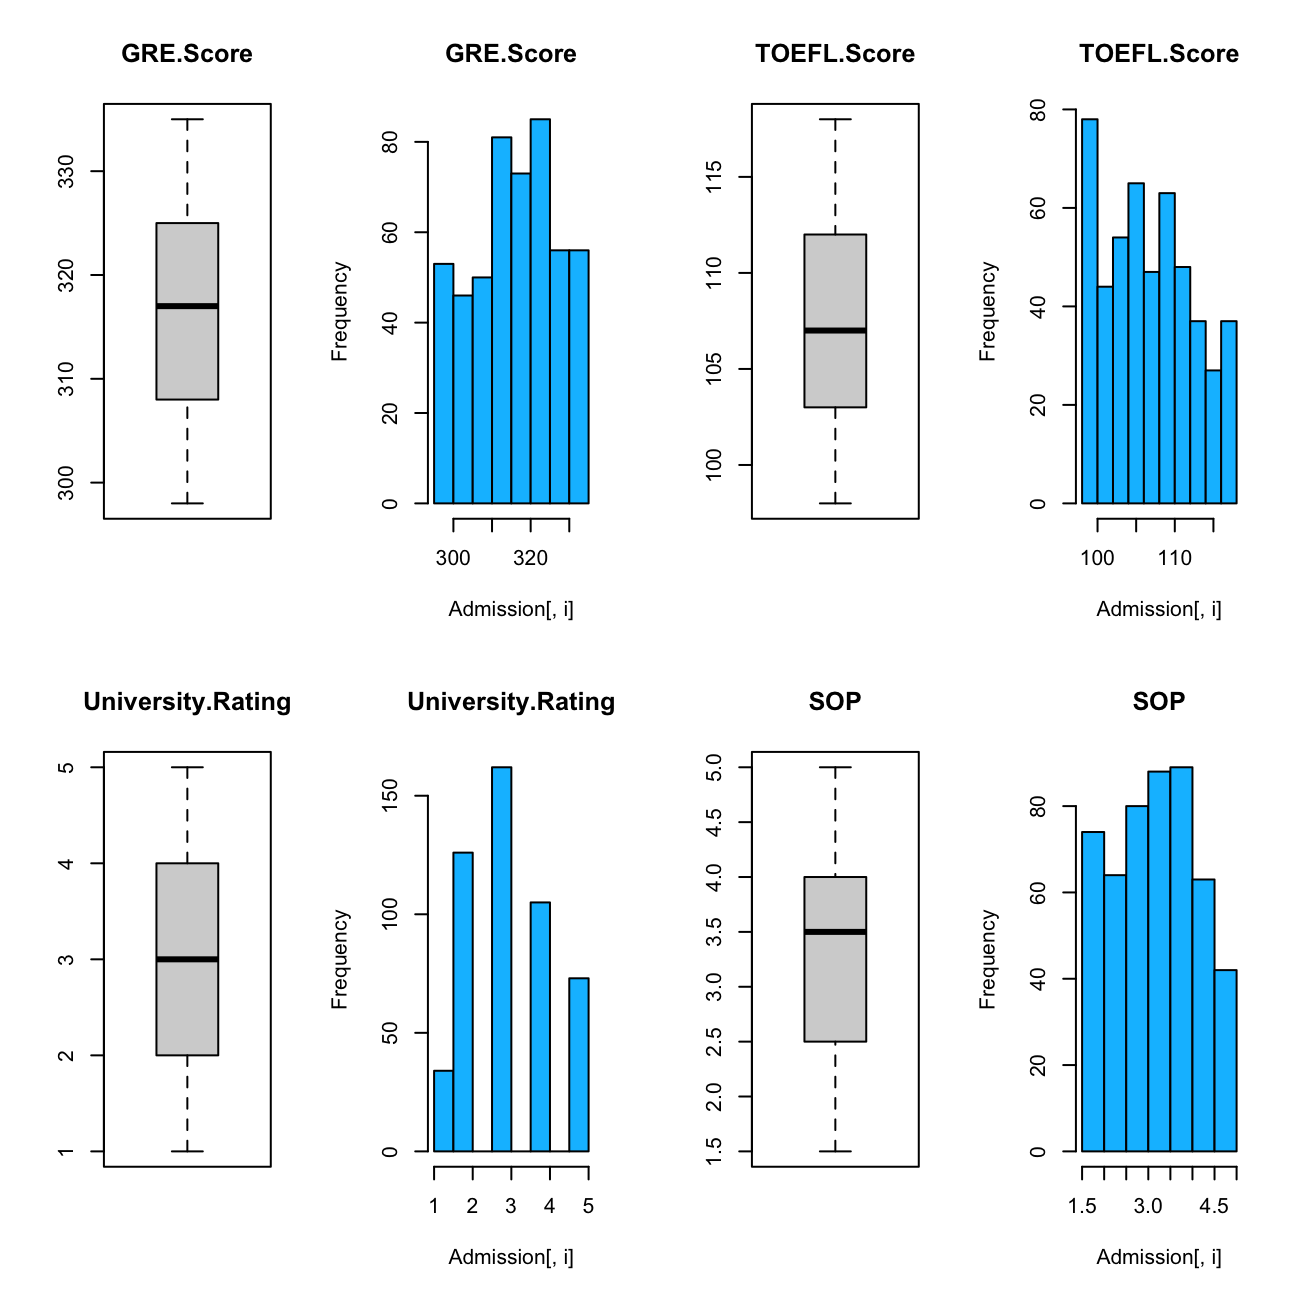 GRE.Score
GRE.Score
TOEFL.Score
TOEFL.Score
330
320
310
300
Frequency
80
60
40
20
0
300
320
Admission[, i]
115
110
105
100
Frequency
80
60
40
20
0
100
110
Admission[, i]
University.Rating
University.Rating
SOP
SOP
5
4
3
2
1
Frequency
150
100
50
0
1 2 3 4 5
Admission[, i]
5.0
4.5
4.0
3.5
3.0
2.5
2.0
1.5
Frequency
80
60
40
20
0
1.5 3.0 4.5
Admission[, i]